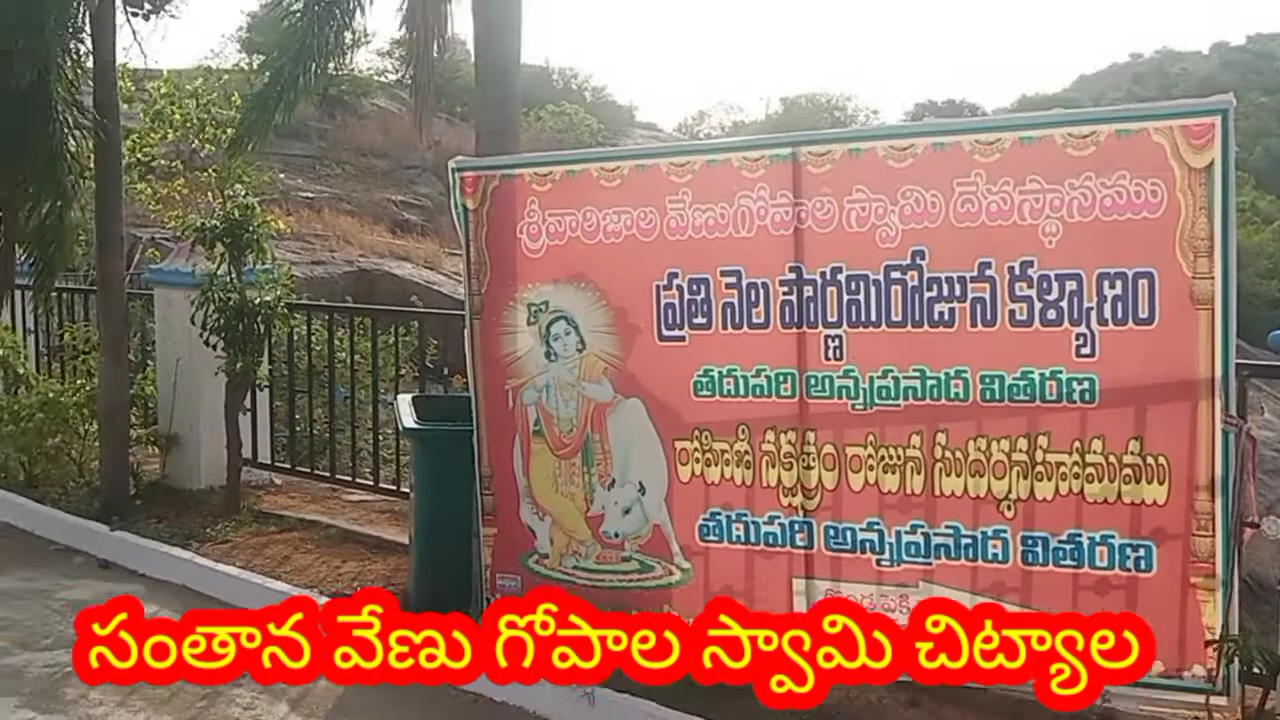 శ్రీవారిజాల వేణుగోపాల స్వామి దేవస్థానము
ప్రతి నెల పౌర్ణమిరోజున కళ్యాణం
తదుపరి అన్నప్రసాద వితరణ
రోహిణి నక్షత్రం రోజున సుదర్శనహోమము
తదుపరి అన్నప్రసాద వితరణ
సంతాన వేణు గోపాల స్వామి చిట్యాల